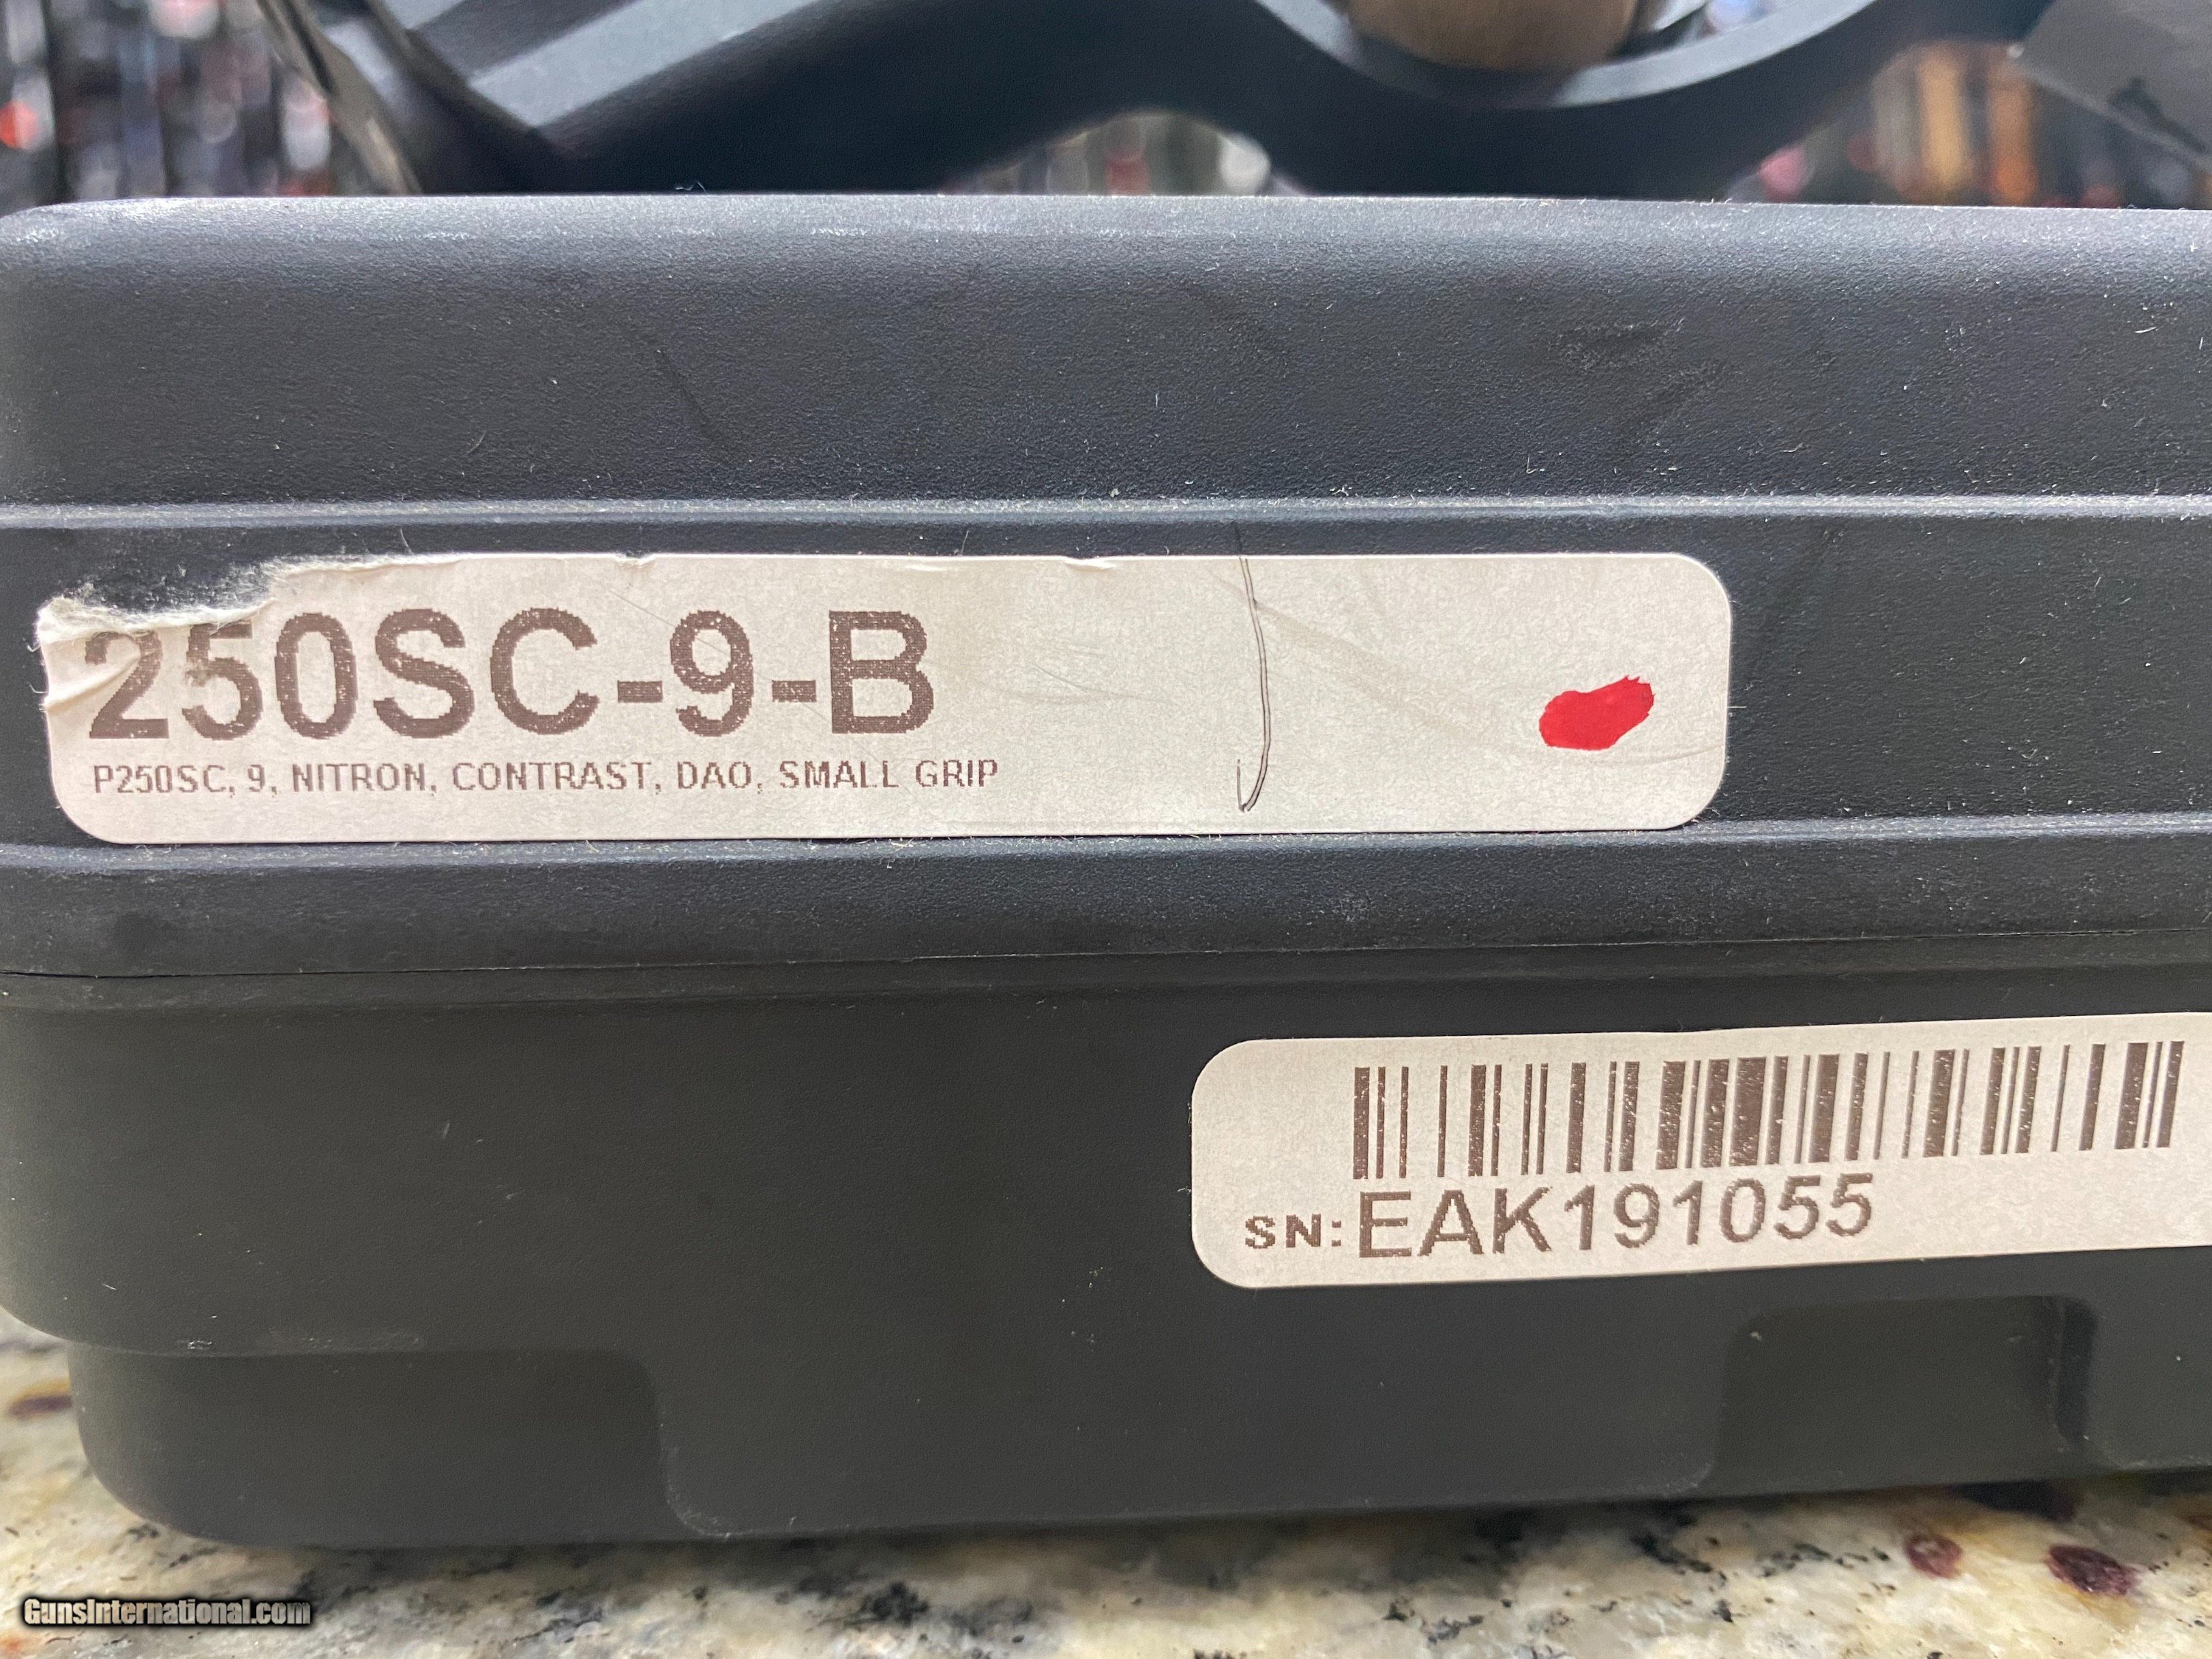 250SC-9-B
P250SC, 9, NITRON, CONTRAST, DAO, SMALL GRIP
SN: EAK191055
GunsInternational.com